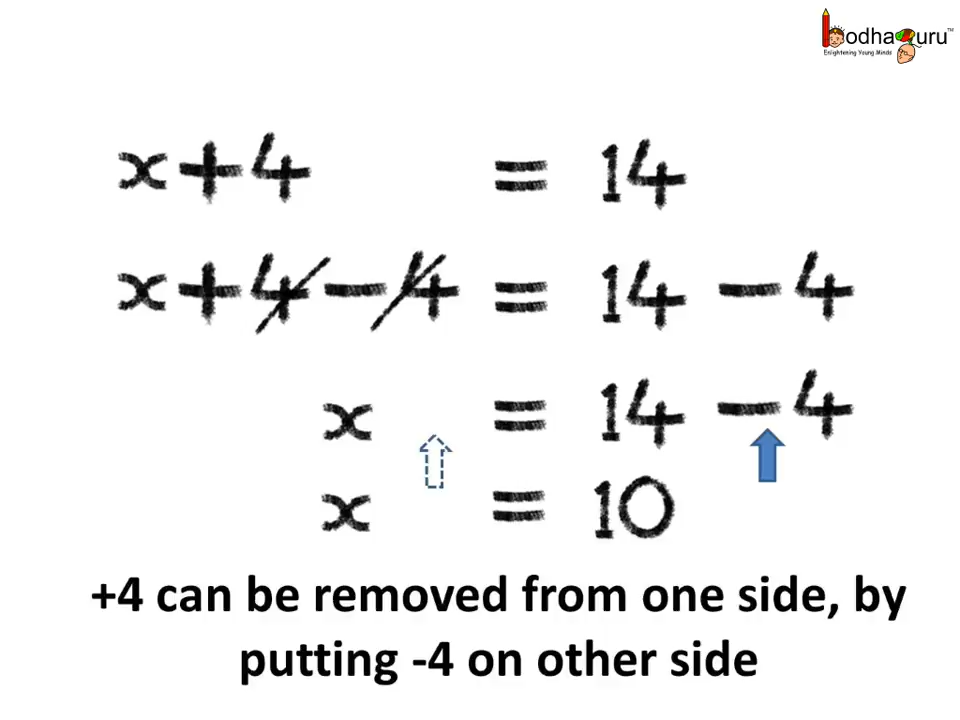 bodhaguru™
Enlightening Young Minds
x+4 = 14
x+4-4 = 14-4
x = 14-4
x = 10
+4 can be removed from one side, by
putting -4 on other side